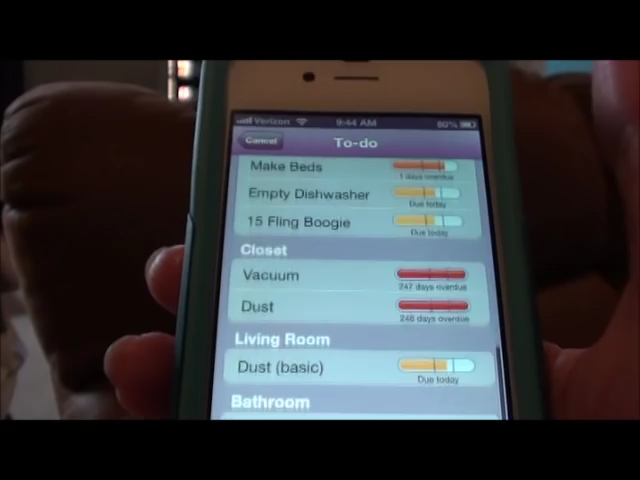 Verizon 9:44 AM 80%
Cancel To-do
Make Beds
1 days overdue
Empty Dishwasher
Due today
15 Fling Boogie
Due today
Closet
Vacuum
247 days overdue
Dust
246 days overdue
Living Room
Dust (basic)
Due today
Bathroom